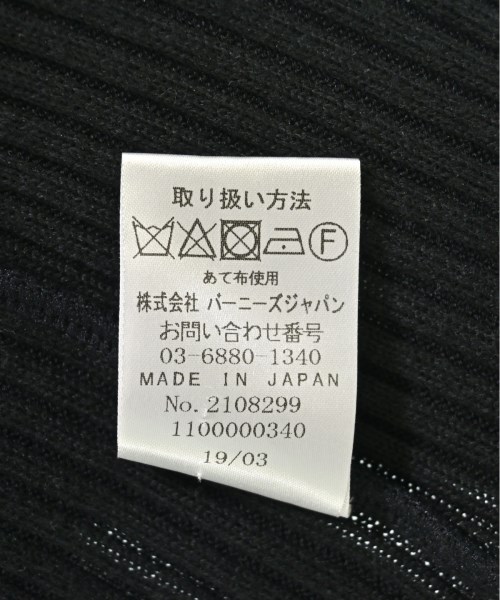 取り扱い方法
F
あて布使用
株式会社 バーニーズジャパン
お問い合わせ番号
03-6880-1340
MADE IN JAPAN
No. 2108299
1100000340
19/03